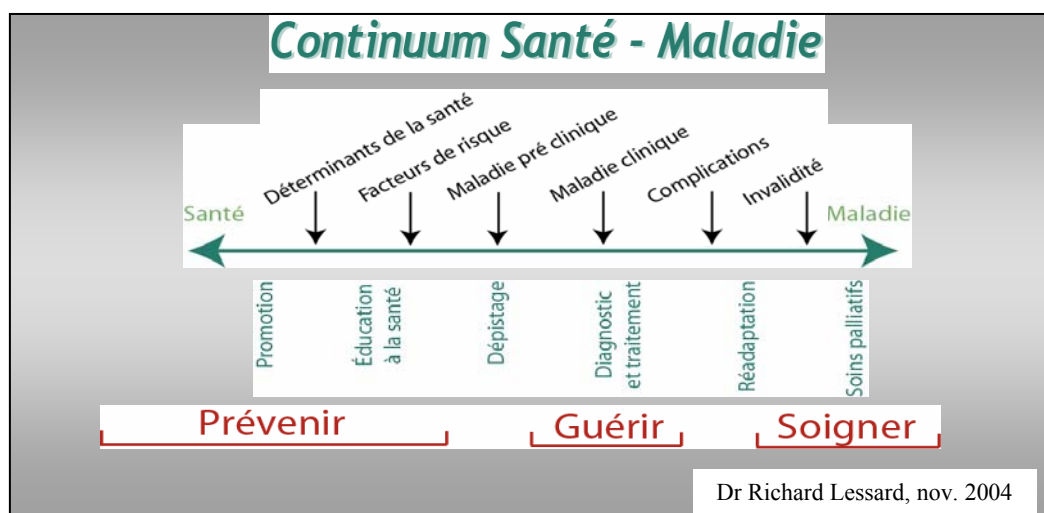 Continuum Santé - Maladie
Déterminants de la santé
Facteurs de risque
Maladie pré clinique
Maladie clinique
Complications
Invalidité
Santé
Maladie
Promotion
Éducation
à la santé
Dépistage
Diagnostic
et traitement
Réadaptation
Soins palliatifs
Prévenir
Guérir
Soigner
Dr Richard Lessard, nov. 2004